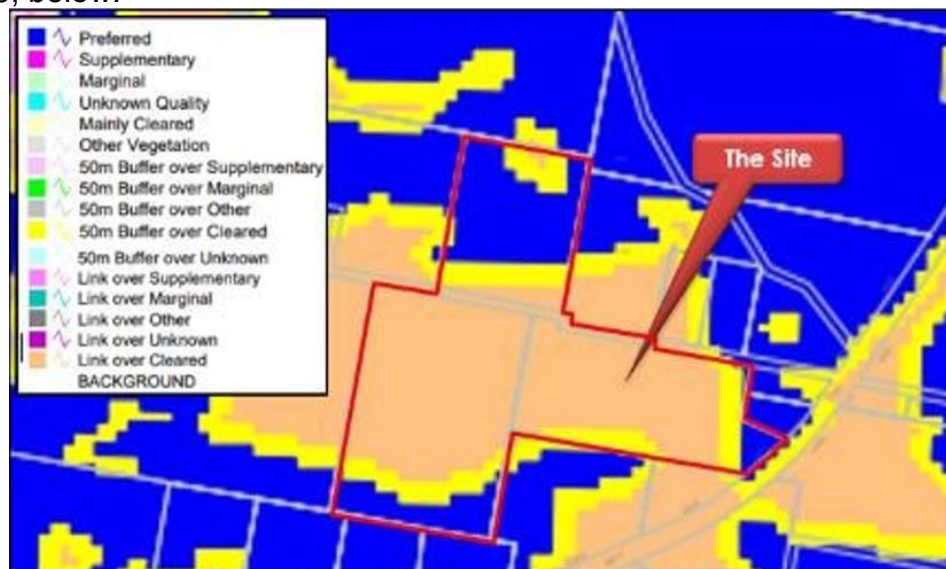 Preferred
Supplementary
Marginal
Unknown Quality
Mainly Cleared
Other Vegetation
50m Buffer over Supplementary
50m Buffer over Marginal
50m Buffer over Other
50m Buffer over Cleared
50m Buffer over Unknown
Link over Supplementary
Link over Marginal
Link over Other
Link over Unknown
Link over Cleared
BACKGROUND
The Site